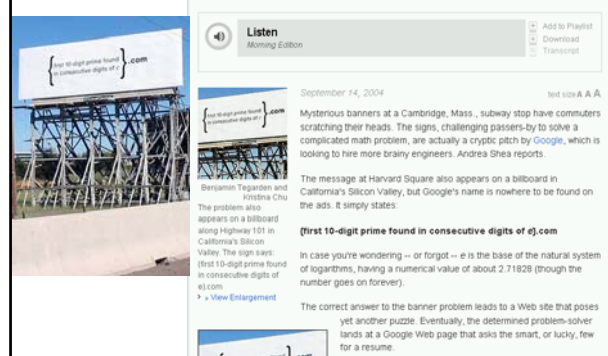 {first 10-digit prime found
in consecutive digits of e}.com
Listen
Morning Edition
Add to Playlist
Download
Transcript
{first 10-digit prime found
in consecutive digits of e}.com
Benjamin Tegarden and
Kristina Chu
The problem also
appears on a billboard
along Highway 101 in
California's Silicon
Valley. The sign says:
{first 10-digit prime found
in consecutive digits of
e}.com
» View Enlargement
September 14, 2004
text size A A A
Mysterious banners at a Cambridge, Mass., subway stop have commuters
scratching their heads. The signs, challenging passers-by to solve a
complicated math problem, are actually a cryptic pitch by Google, which is
looking to hire more brainy engineers. Andrea Shea reports.
The message at Harvard Square also appears on a billboard in
California's Silicon Valley, but Google's name is nowhere to be found on
the ads. It simply states:
{first 10-digit prime found in consecutive digits of e}.com
In case you're wondering -- or forgot -- e is the base of the natural system
of logarithms, having a numerical value of about 2.71828 (though the
number goes on forever).
The correct answer to the banner problem leads to a Web site that poses
yet another puzzle. Eventually, the determined problem-solver
lands at a Google Web page that asks the smart, or lucky, few
for a resume.
{first 10-digit prime found